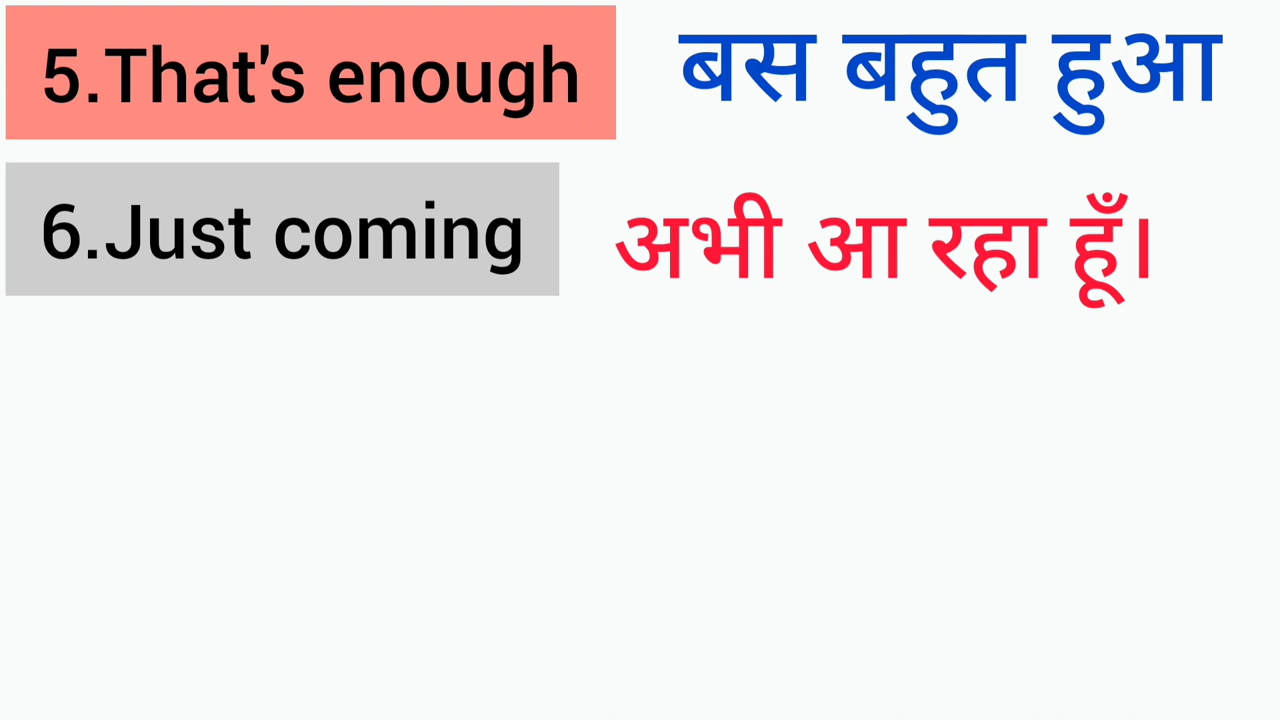 5.That's enough बस बहुत हुआ
6.Just coming अभी आ रहा हूँ।